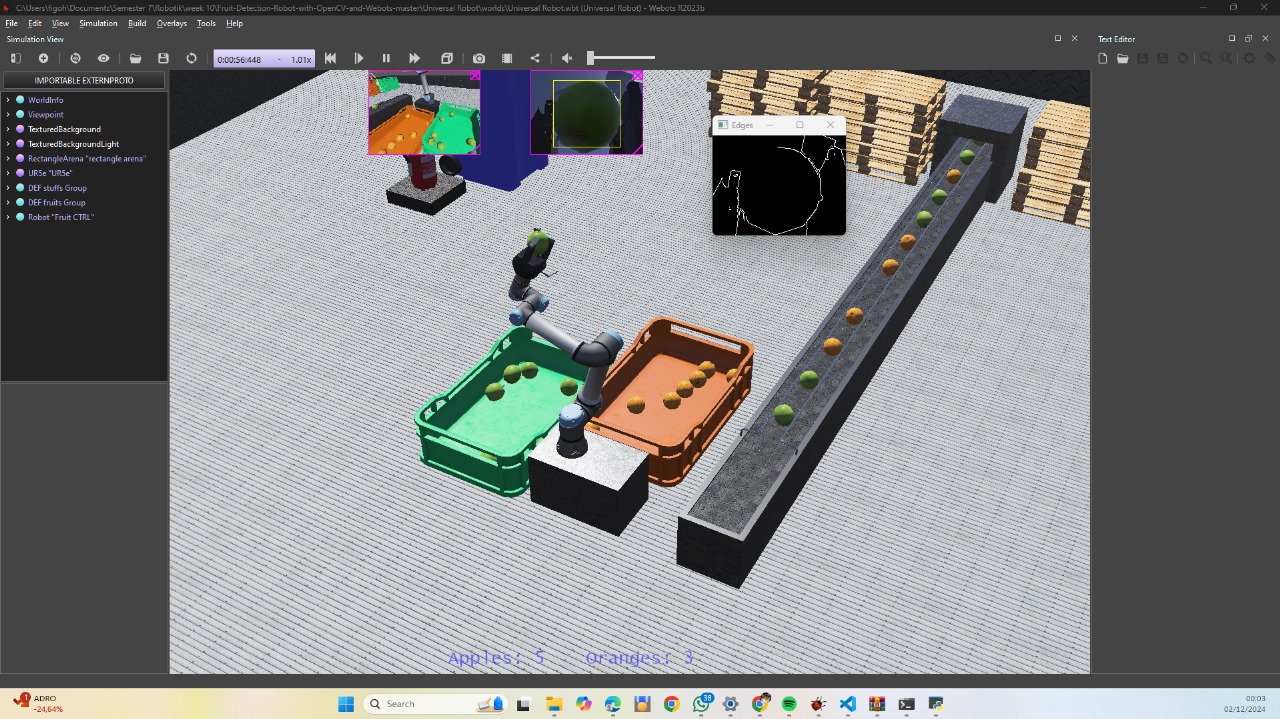 C:\Users\figoh\Documents\Semester 7\Robotik\week 10\Fruit-Detection-Robot-with-OpenCV-and-Webots-master\Universal Robot\worlds\Universal Robot.wbt (Universal Robot) - Webots R2023b
File Edit View Simulation Build Overlays Tools Help
Simulation View
Text Editor
0:00:56:448 - 1.01x
IMPORTABLE EXTERNPROTO
WorldInfo
Viewpoint
TexturedBackground
TexturedBackgroundLight
RectangleArena "rectangle arena"
UR5e "UR5e"
DEF stuffs Group
DEF fruits Group
Robot "Fruit CTRL"
Edges
Apples: 5 Oranges: 3
1
ADRO
-24,64%
Search
38
00:03
02/12/2024